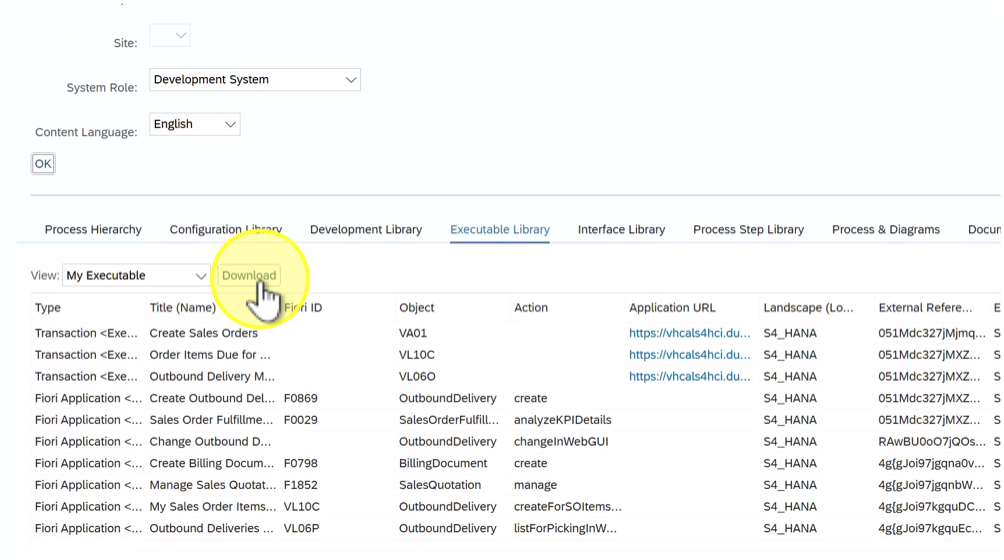 Site:
System Role: Development System
Content Language: English
OK
Process Hierarchy Configuration Library Development Library Executable Library Interface Library Process Step Library Process & Diagrams Docum
View: My Executable Download
Type Title (Name) Fiori ID Object Action Application URL Landscape (Lo... External Refere... E
Transaction <Exe... Create Sales Orders VA01 https://vhcals4hci.du... S4_HANA 051Mdc327jMjmq... S
Transaction <Exe... Order Items Due for ... VL10C https://vhcals4hci.du... S4_HANA 051Mdc327jMXZ... S
Transaction <Exe... Outbound Delivery M... VL06O https://vhcals4hci.du... S4_HANA 051Mdc327jMXZ... S
Fiori Application <... Create Outbound Del... F0869 OutboundDelivery create S4_HANA 051Mdc327jMXZ... S
Fiori Application <... Sales Order Fulfillme... F0029 SalesOrderFulfill... analyzeKPIDetails S4_HANA 051Mdc327jMXZ... S
Fiori Application <... Change Outbound D... OutboundDelivery changeInWebGUI S4_HANA RAwBU0oO7jQOs... S
Fiori Application <... Create Billing Docum... F0798 BillingDocument create S4_HANA 4g{gJoi97jgqna0v... S
Fiori Application <... Manage Sales Quotat... F1852 SalesQuotation manage S4_HANA 4g{gJoi97jgqnbW... S
Fiori Application <... My Sales Order Items... VL10C OutboundDelivery createForSOItems... S4_HANA 4g{gJoi97kgquDC... S
Fiori Application <... Outbound Deliveries ... VL06P OutboundDelivery listForPickingInW... S4_HANA 4g{gJoi97kgquEc... S